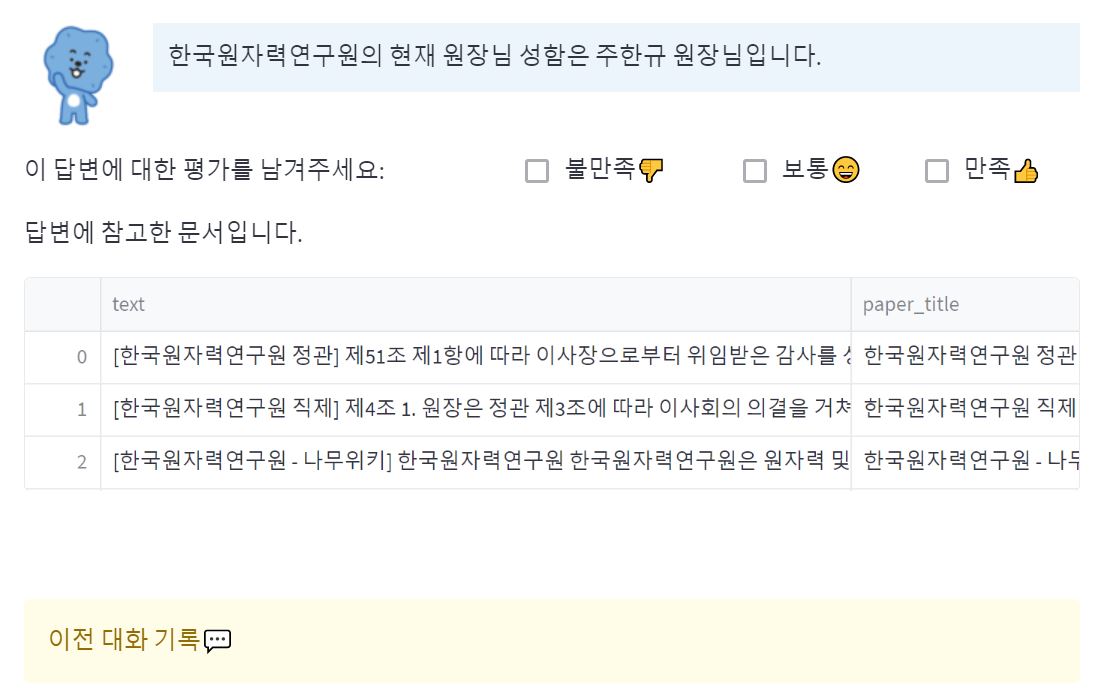 한국원자력연구원의 현재 원장님 성함은 주한규 원장님입니다.
이 답변에 대한 평가를 남겨주세요: 불만족👎 보통😄 만족👍
답변에 참고한 문서입니다.
text paper_title
0 [한국원자력연구원 정관] 제51조 제1항에 따라 이사장으로부터 위임받은 감사를 한국원자력연구원 정관
1 [한국원자력연구원 직제] 제4조 1. 원장은 정관 제3조에 따라 이사회의 의결을 거쳐 한국원자력연구원 직제
2 [한국원자력연구원 - 나무위키] 한국원자력연구원 한국원자력연구원은 원자력 및 한국원자력연구원 - 나무
이전 대화 기록💬